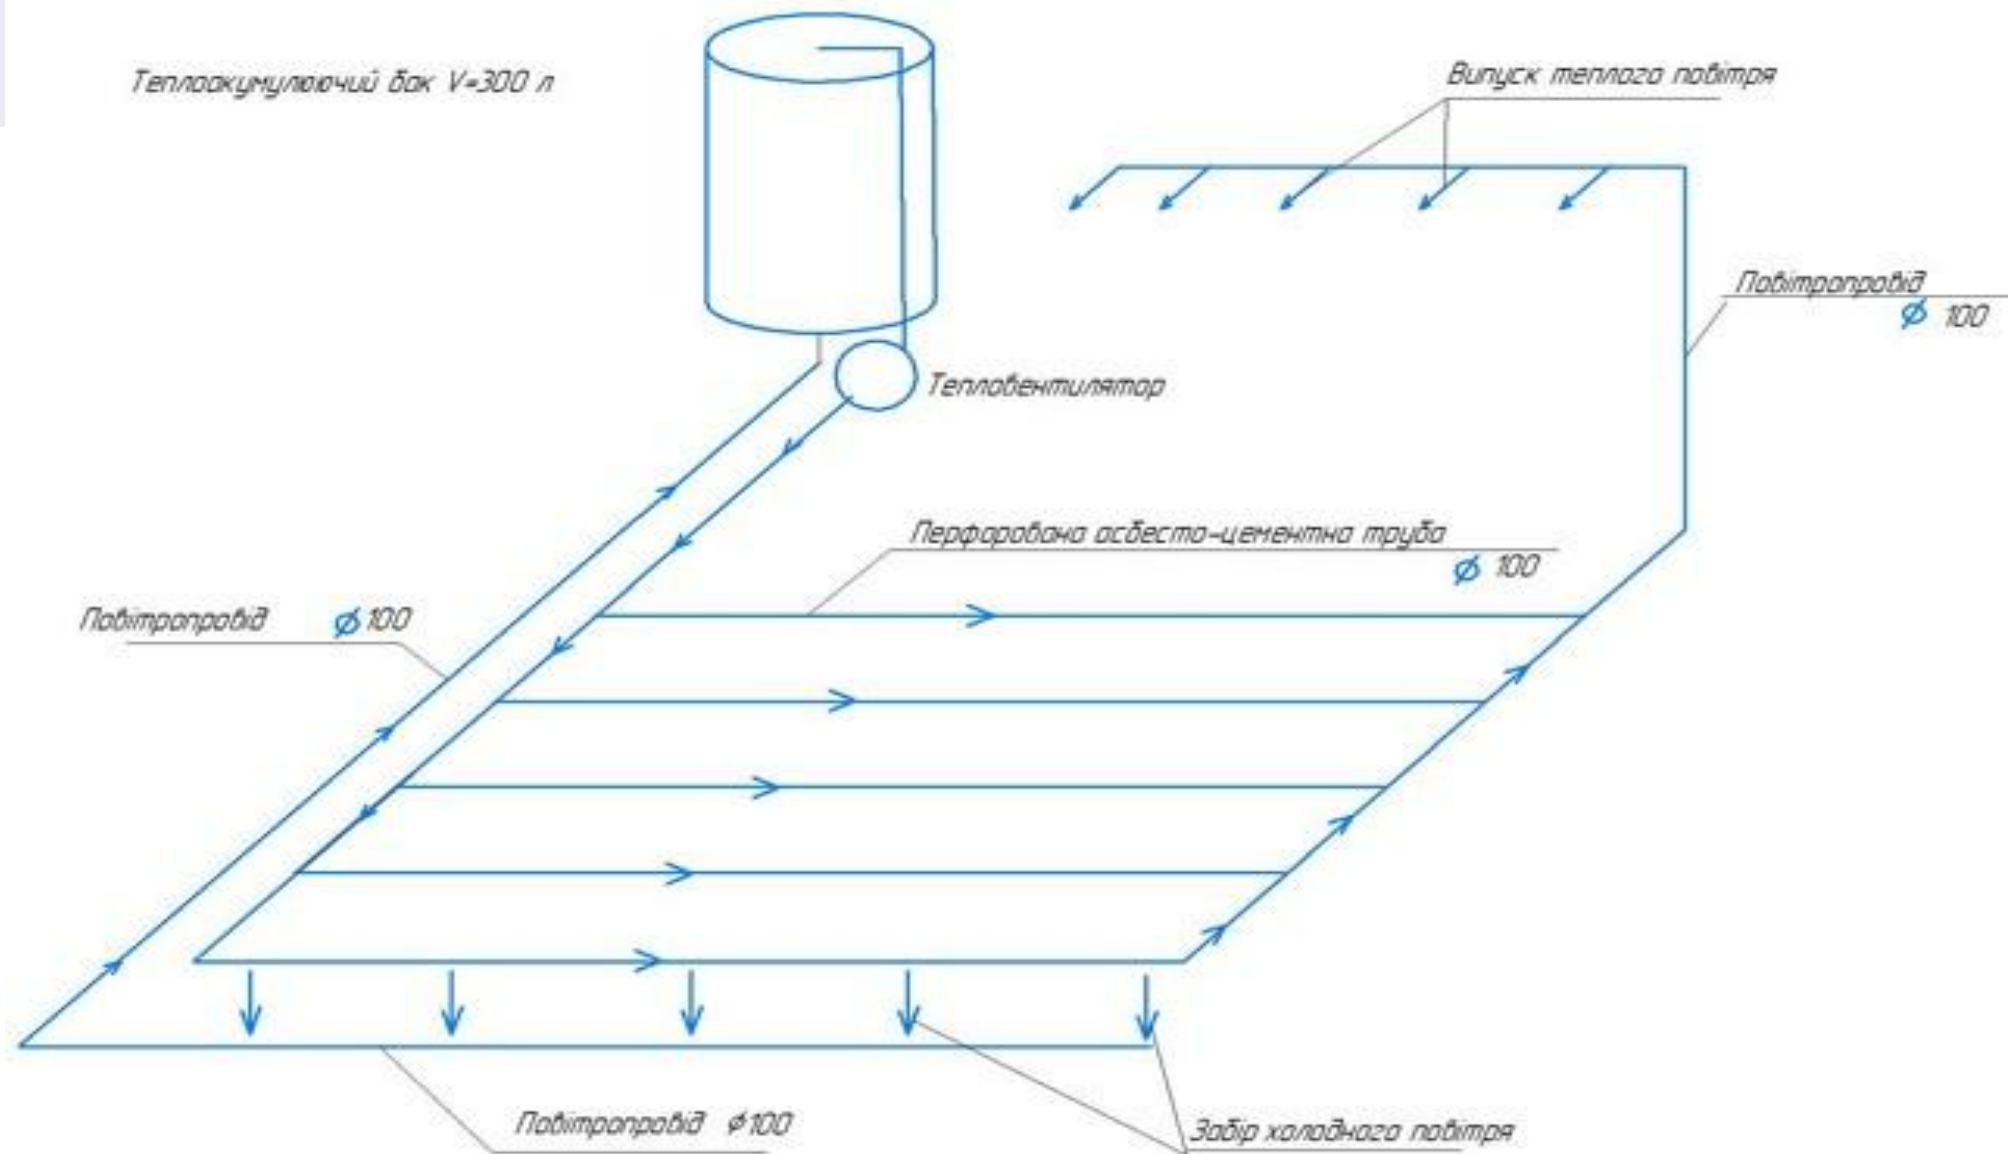 Теплоакумулюючий бак V=300 л
Випуск теплого повітря
Повітропровід
Ø 100
Тепловентилятор
Перфорована асбесто-цементна труба
Ø 100
Повітропровід Ø 100
Повітропровід Ø100
Забір холодного повітря